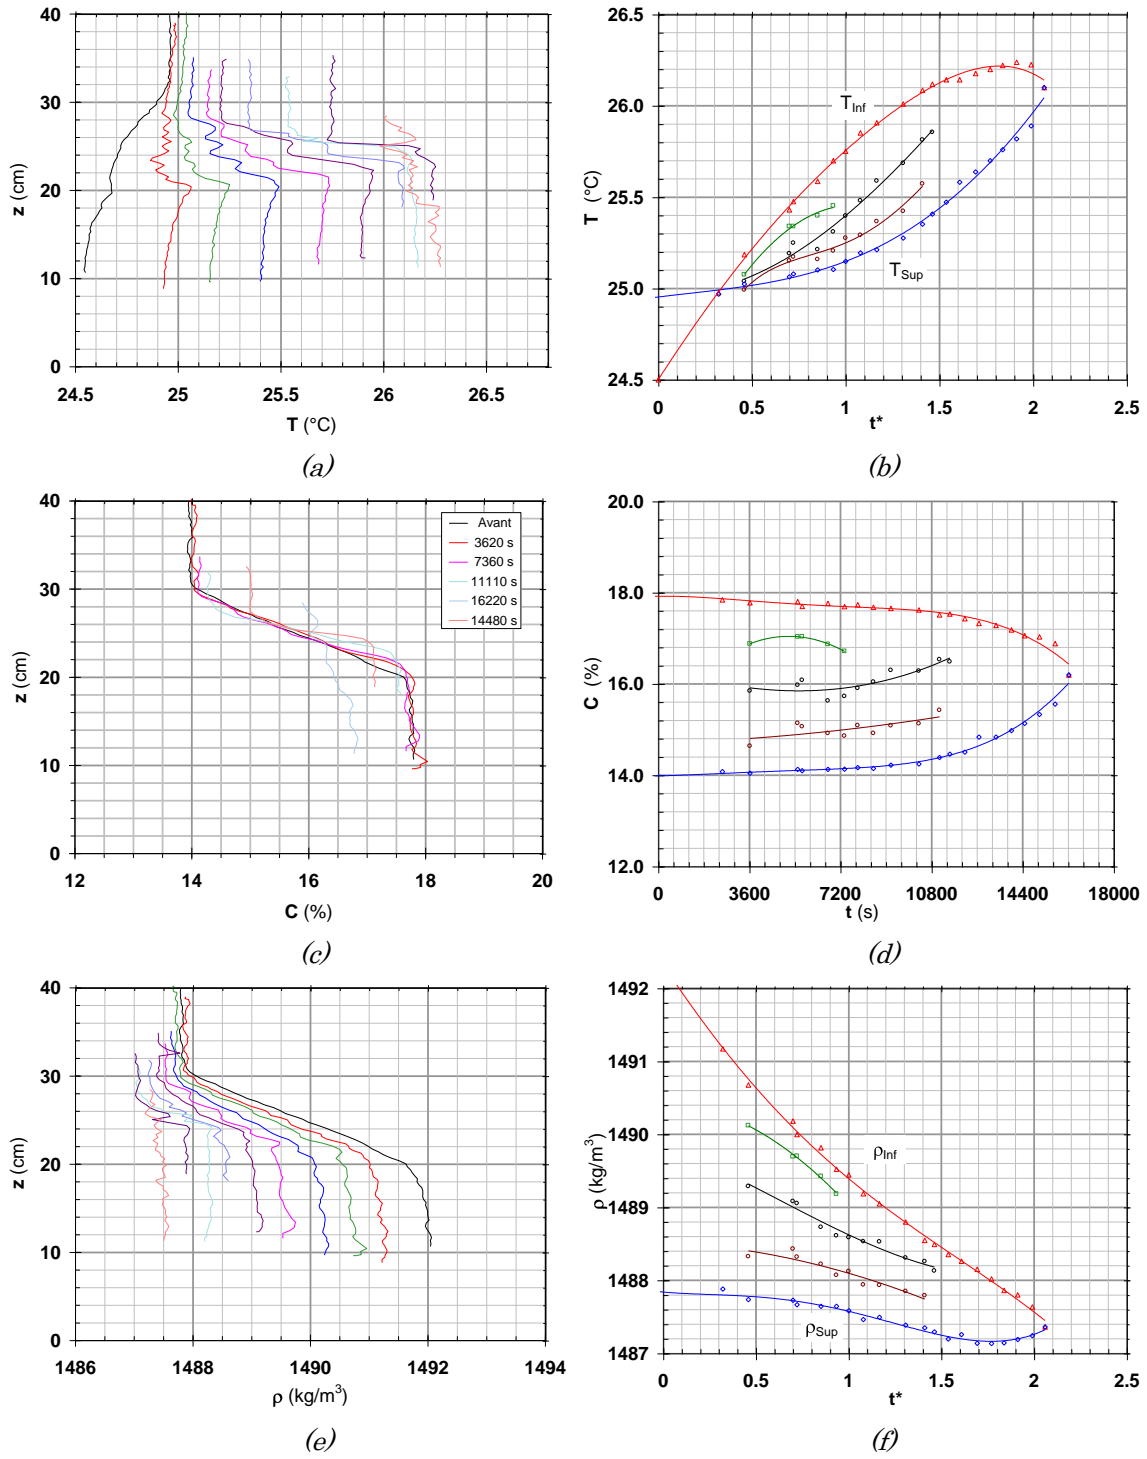 40
30
20
10
0
z (cm)
24.5 25 25.5 26 26.5
T (°C)
(a)
26.5
26.0
25.5
25.0
24.5
T (°C)
T_Inf
T_Sup
0 0.5 1 1.5 2 2.5
t*
(b)
40
30
20
10
0
z (cm)
Avant
3620 s
7360 s
11110 s
16220 s
14480 s
12 14 16 18 20
C (%)
(c)
20.0
18.0
16.0
14.0
12.0
C (%)
0 3600 7200 10800 14400 18000
t (s)
(d)
40
30
20
10
0
z (cm)
1486 1488 1490 1492 1494
ρ (kg/m³)
(e)
1492
1491
1490
1489
1488
1487
ρ (kg/m³)
ρ_Inf
ρ_Sup
0 0.5 1 1.5 2 2.5
t*
(f)